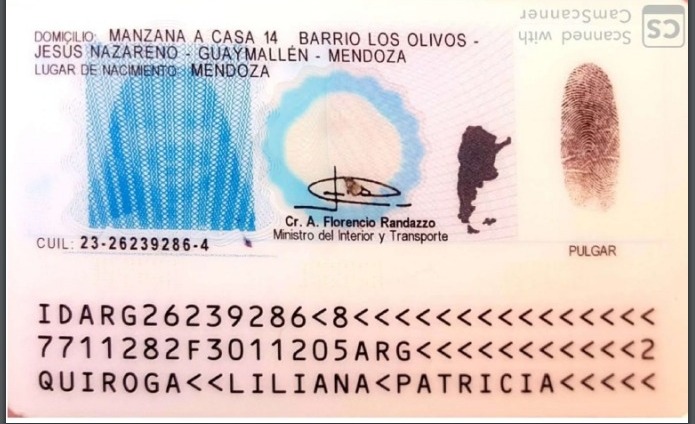 DOMICILIO: MANZANA A CASA 14 BARRIO LOS OLIVOS -
JESUS NAZARENO - GUAYMALLÉN - MENDOZA
LUGAR DE NACIMIENTO: MENDOZA
Scanned with
CamScanner
CS
Cr. A. Florencio Randazzo
Ministro del Interior y Transporte
CUIL: 23-26239286-4
PULGAR
IDARG26239286<8<<<<<<<<<<<<<<<
7711282F3011205ARG<<<<<<<<<<<2
QUIROGA<<LILIANA<PATRICIA<<<<<